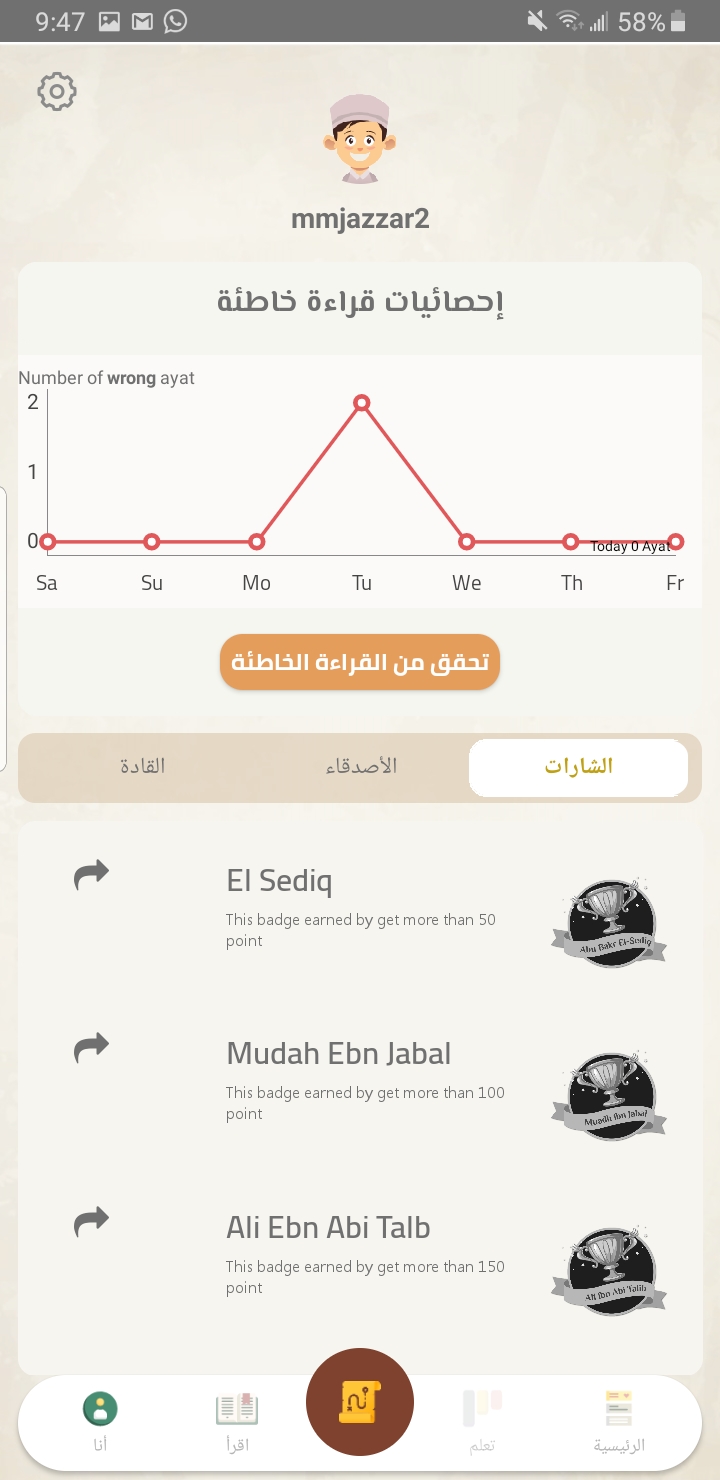 9:47
58%
mmjazzar2
إحصائيات قراءة خاطئة
Number of wrong ayat
2
1
0
Today 0 Ayat
Sa Su Mo Tu We Th Fr
تحقق من القراءة الخاطئة
الشارات الأصدقاء القادة
El Sediq
This badge earned by get more than 50
point
Abu Bakr El-Sediq
Mudah Ebn Jabal
This badge earned by get more than 100
point
Muadh Ibn Jabal
Ali Ebn Abi Talb
This badge earned by get more than 150
point
Ali Ibn Abi Talib
الرئيسية تعلم اقرأ أنا